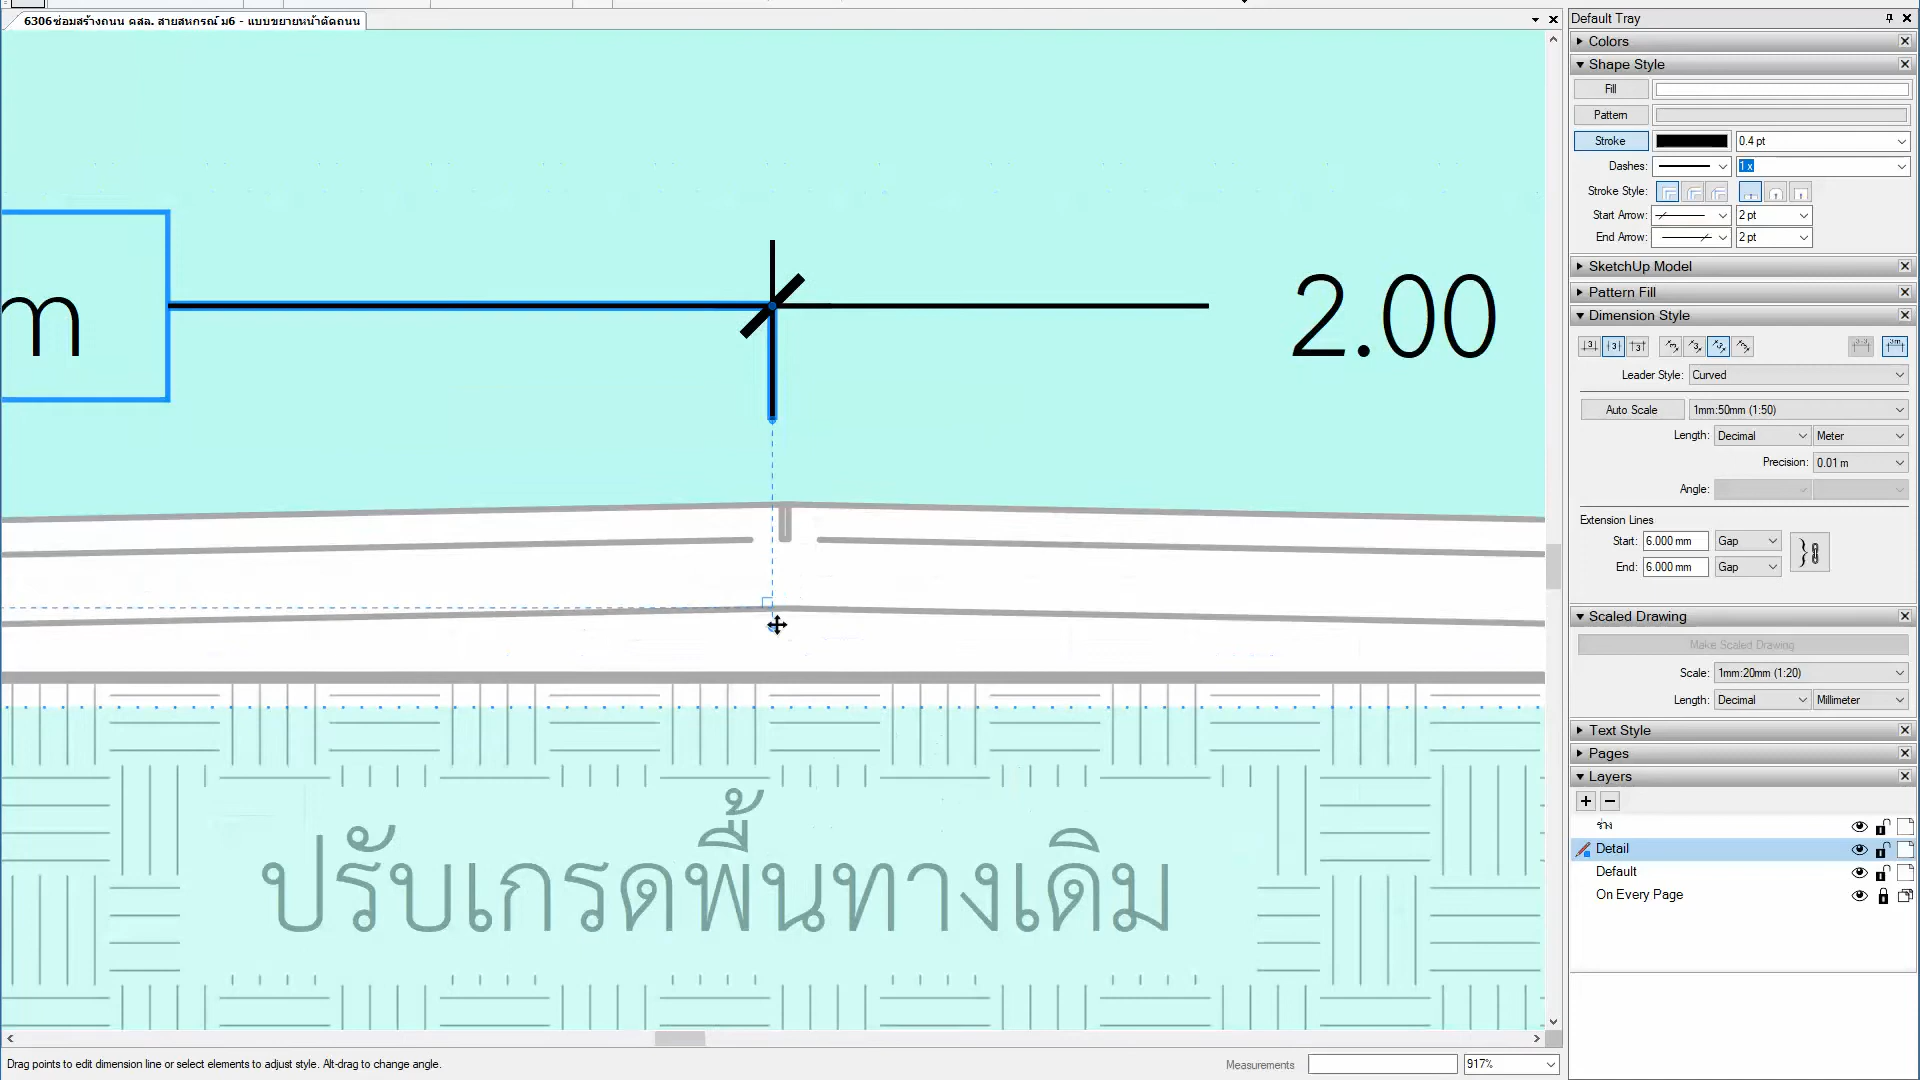 6306ซ่อมสร้างถนน คสล. สายสหกรณ์ ม6 - แบบขยายหน้าตัดถนน
Default Tray
Colors
Shape Style
Fill
Pattern
Stroke
0.4 pt
Dashes:
1 x
Stroke Style:
Start Arrow:
2 pt
End Arrow:
2 pt
SketchUp Model
Pattern Fill
Dimension Style
Leader Style:
Curved
Auto Scale
1mm:50mm (1:50)
Length:
Decimal
Meter
Precision:
0.01 m
Angle:
Extension Lines
Start:
6.000 mm
Gap
End:
6.000 mm
Gap
Scaled Drawing
Make Scaled Drawing
Scale:
1mm:20mm (1:20)
Length:
Decimal
Millimeter
Text Style
Pages
Layers
ร่าง
Detail
Default
On Every Page
m
2.00
ปรับเกรดพื้นทางเดิม
Drag points to edit dimension line or select elements to adjust style. Alt-drag to change angle.
Measurements
917%